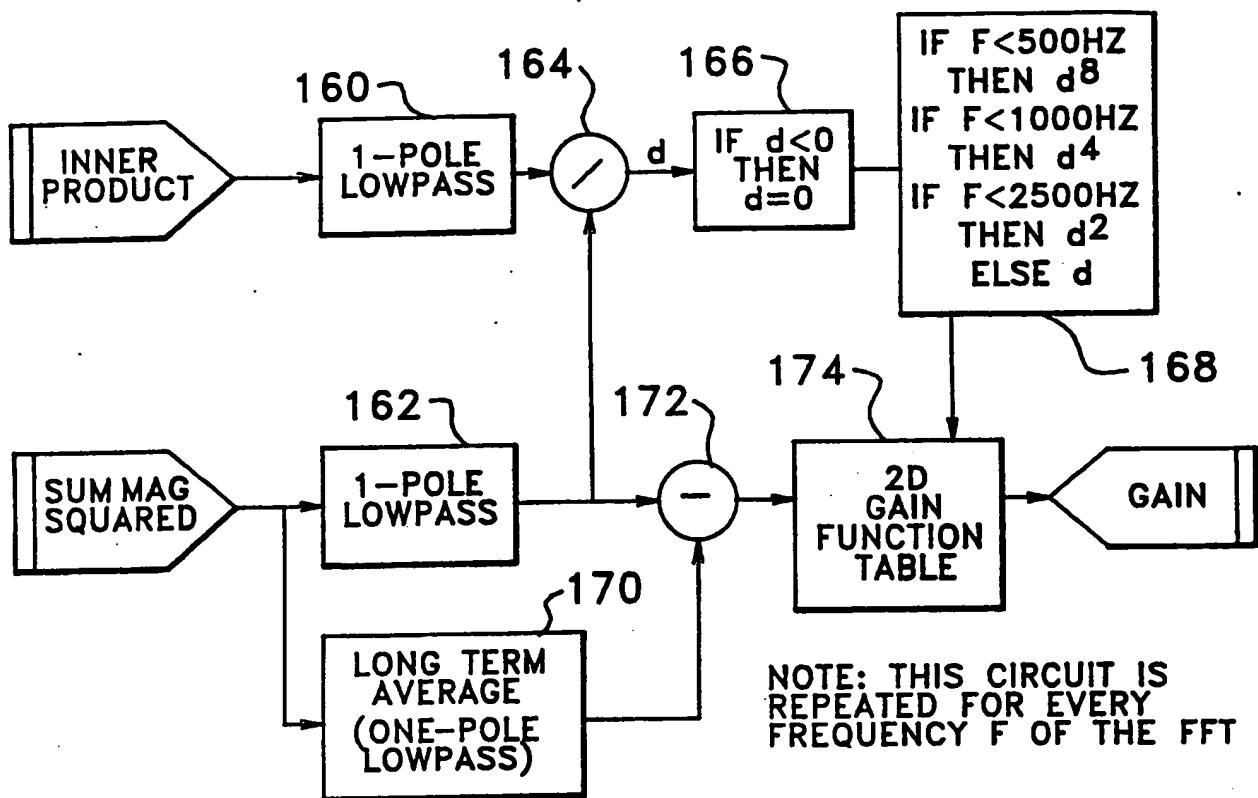 164
166
160
IF F<500HZ
THEN d8
IF F<1000HZ
THEN d4
IF F<2500HZ
THEN d2
ELSE d
INNER
PRODUCT
1-POLE
LOWPASS
/
d
IF d<0
THEN
d=0
168
162
172
174
SUM MAG
SQUARED
1-POLE
LOWPASS
−
2D
GAIN
FUNCTION
TABLE
GAIN
170
LONG TERM
AVERAGE
(ONE-POLE
LOWPASS)
NOTE: THIS CIRCUIT IS
REPEATED FOR EVERY
FREQUENCY F OF THE FFT